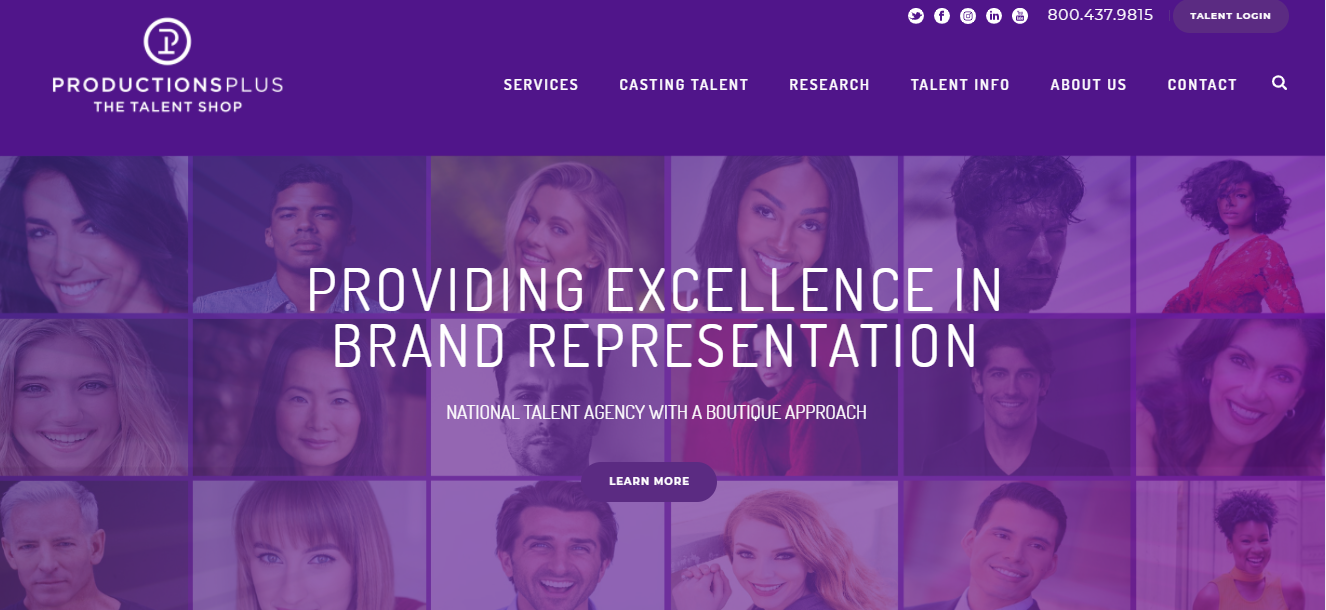 800.437.9815
TALENT LOGIN
PRODUCTIONSPLUS
THE TALENT SHOP
SERVICES
CASTING TALENT
RESEARCH
TALENT INFO
ABOUT US
CONTACT
PROVIDING EXCELLENCE IN
BRAND REPRESENTATION
NATIONAL TALENT AGENCY WITH A BOUTIQUE APPROACH
LEARN MORE